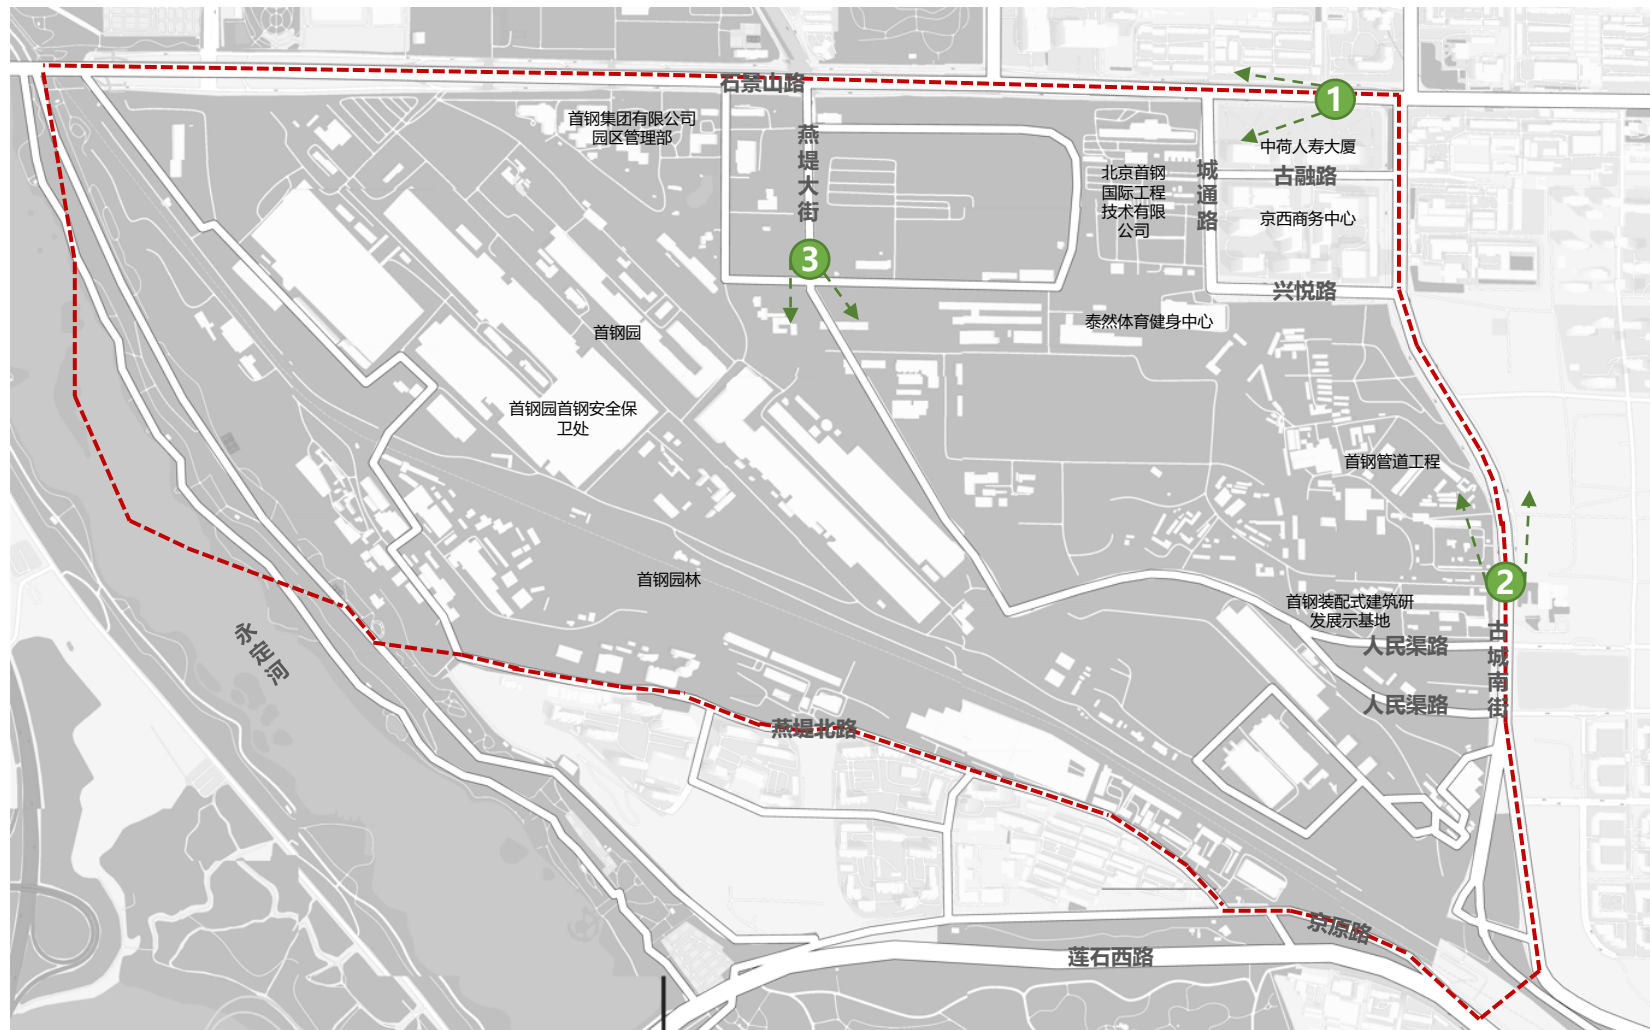 石景山路
1
首钢集团有限公司
园区管理部
燕
堤
大
街
中荷人寿大厦
城
通
路
古融路
北京首钢
国际工程
技术有限
公司
京西商务中心
3
兴悦路
首钢园
泰然体育健身中心
首钢园首钢安全保
卫处
首钢管道工程
首钢园林
2
首钢装配式建筑研
发展示基地
人民渠路
古
城
南
街
永
定
河
人民渠路
燕堤北路
京原路
莲石西路